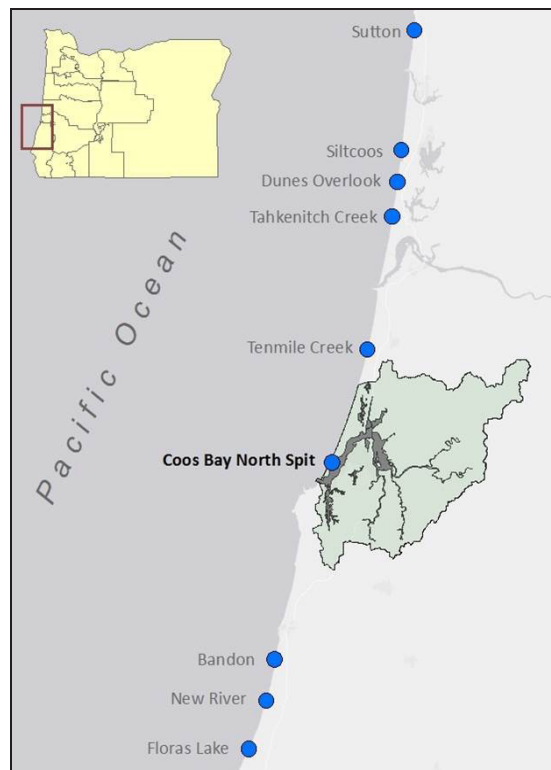 Sutton
Siltcoos
Dunes Overlook
Tahkenitch Creek
Pacific Ocean
Tenmile Creek
Coos Bay North Spit
Bandon
New River
Floras Lake